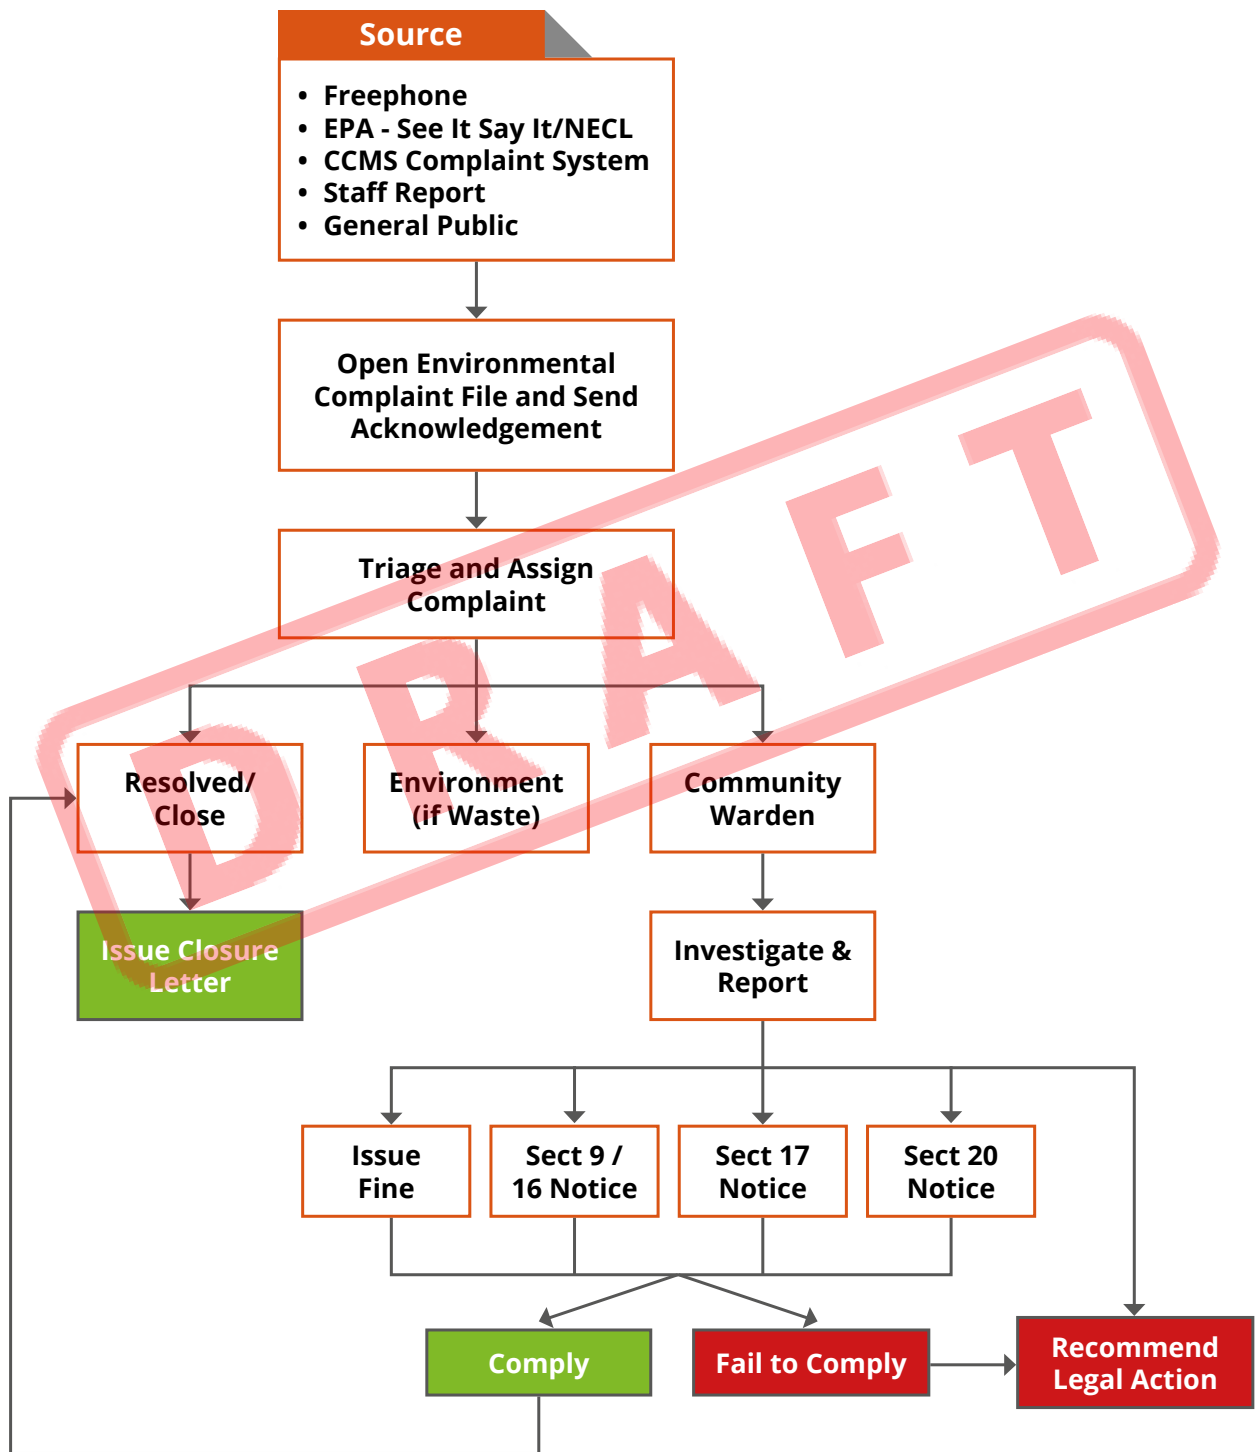 Source
• Freephone
• EPA - See It Say It/NECL
• CCMS Complaint System
• Staff Report
• General Public
Open Environmental
Complaint File and Send
Acknowledgement
Triage and Assign
Complaint
Resolved/
Close
Environment
(if Waste)
Community
Warden
Issue Closure
Letter
Investigate &
Report
Issue
Fine
Sect 9 /
16 Notice
Sect 17
Notice
Sect 20
Notice
Comply
Fail to Comply
Recommend
Legal Action
DRAFT